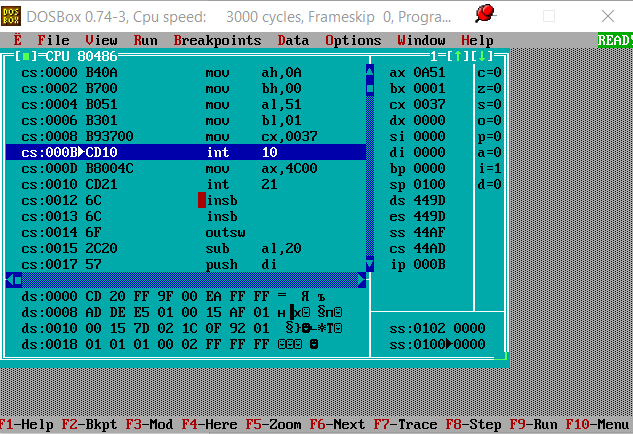 DOSBox 0.74-3, Cpu speed: 3000 cycles, Frameskip 0, Progra...
Ё File View Run Breakpoints Data Options Window Help READY
[■]=CPU 80486 1=[↑][↓]
cs:0000 B40A mov ah,0A ax 0A51 c=0
cs:0002 B700 mov bh,00 bx 0001 z=0
cs:0004 B051 mov al,51 cx 0037 s=0
cs:0006 B301 mov bl,01 dx 0000 o=0
cs:0008 B93700 mov cx,0037 si 0000 p=0
cs:000B►CD10 int 10 di 0000 a=0
cs:000D B8004C mov ax,4C00 bp 0000 i=1
cs:0010 CD21 int 21 sp 0100 d=0
cs:0012 6C insb ds 449D
cs:0013 6C insb es 449D
cs:0014 6F outsw ss 44AF
cs:0015 2C20 sub al,20 cs 44AD
cs:0017 57 push di ip 000B
ds:0000 CD 20 FF 9F 00 EA FF FF = Я ъ
ds:0008 AD DE E5 01 00 15 AF 01
ds:0010 00 15 7D 02 1C 0F 92 01 ss:0102 0000
ds:0018 01 01 01 00 02 FF FF FF ss:0100►0000
F1-Help F2-Bkpt F3-Mod F4-Here F5-Zoom F6-Next F7-Trace F8-Step F9-Run F10-Menu